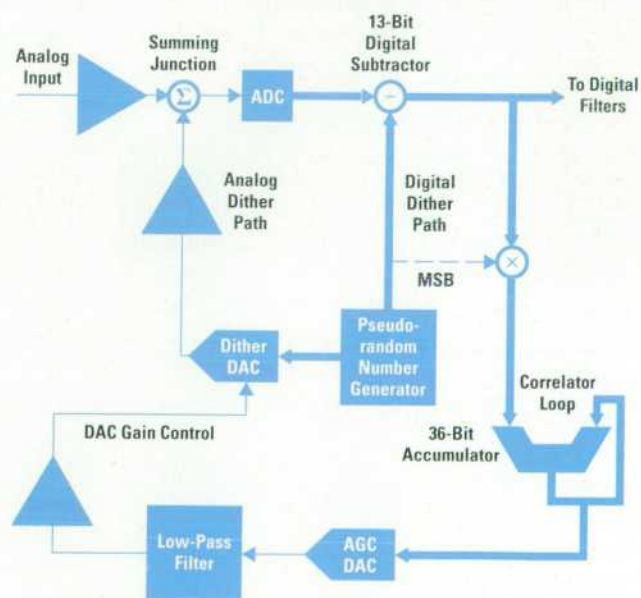 13-Bit
Digital
Subtractor
Summing
Junction
Analog
Input
Σ
ADC
−
To Digital
Filters
Analog
Dither
Path
Digital
Dither
Path
MSB
×
Dither
DAC
Pseudo-
random
Number
Generator
Correlator
Loop
DAC Gain Control
36-Bit
Accumulator
Low-Pass
Filter
AGC
DAC